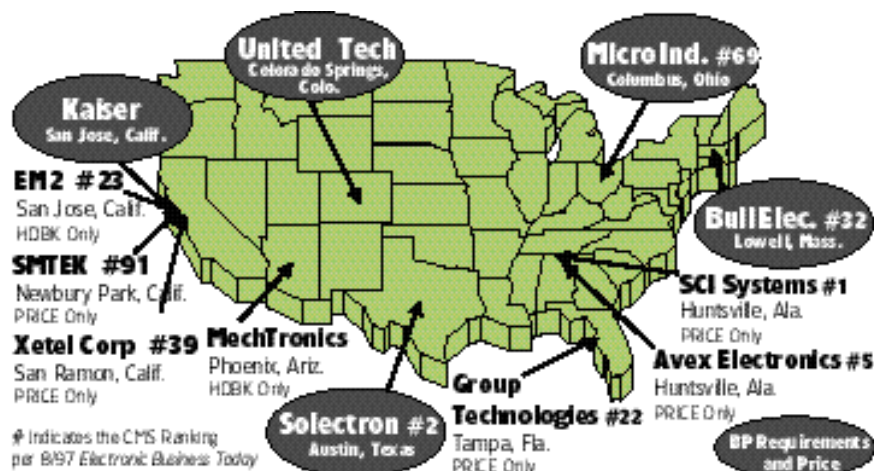 United Tech
Colorado Springs,
Colo.
MicroInd. #69
Columbus, Ohio
Kaiser
San Jose, Calif.
EM2 #23
San Jose, Calif.
HDBK Only
SMTEK #91
Newbury Park, Calif.
PRICE Only
Xetel Corp #39
San Ramon, Calif.
PRICE Only
MechTronics
Phoenix, Ariz.
HDBK Only
Solectron #2
Austin, Texas
Group
Technologies #22
Tampa, Fla.
PRICE Only
BullElec. #32
Lowell, Mass.
SCI Systems #1
Huntsville, Ala.
PRICE Only
Avex Electronics #5
Huntsville, Ala.
PRICE Only
# Indicates the CMS Ranking
per 8/97 Electronic Business Today
BP Requirements
and Price